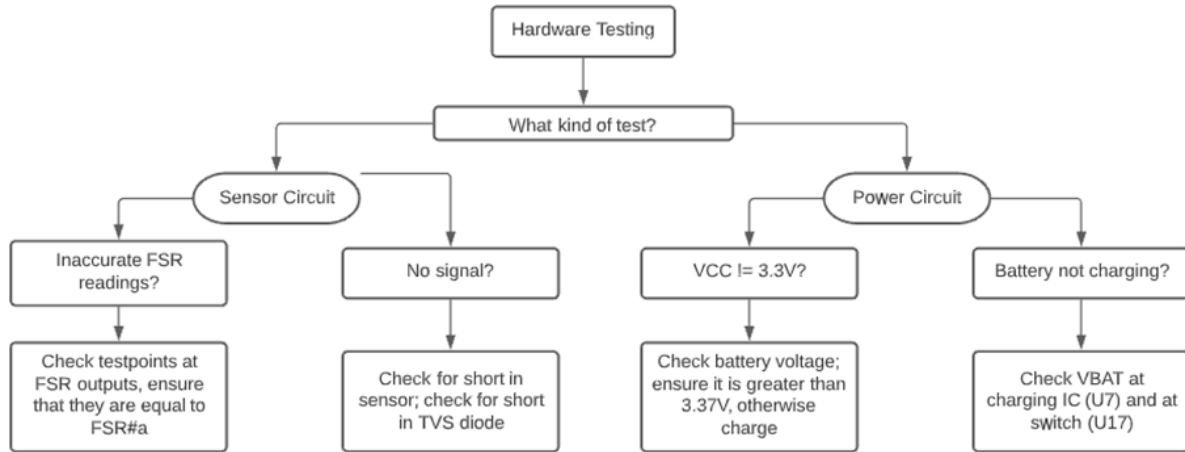 Hardware Testing
What kind of test?
Sensor Circuit
Power Circuit
Inaccurate FSR
readings?
No signal?
VCC != 3.3V?
Battery not charging?
Check testpoints at
FSR outputs, ensure
that they are equal to
FSR#a
Check for short in
sensor; check for short
in TVS diode
Check battery voltage;
ensure it is greater than
3.37V, otherwise
charge
Check VBAT at
charging IC (U7) and at
switch (U17)